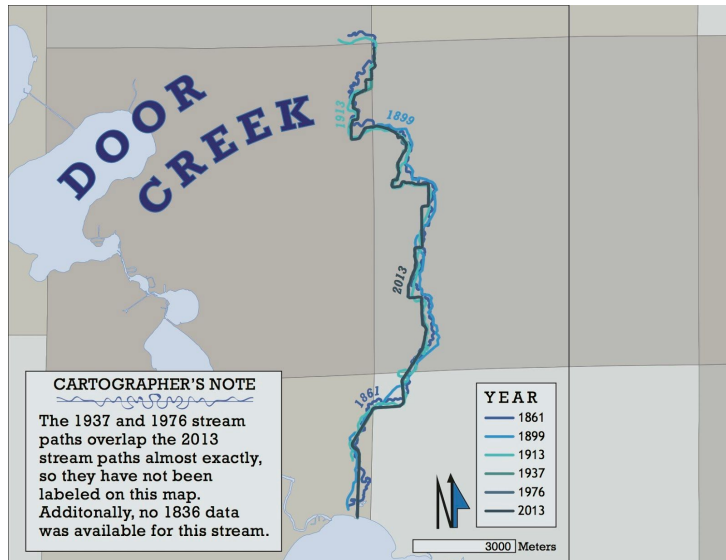 DOOR
CREEK
1913
1899
2013
1861
CARTOGRAPHER'S NOTE
The 1937 and 1976 stream
paths overlap the 2013
stream paths almost exactly,
so they have not been
labeled on this map.
Additonally, no 1836 data
was available for this stream.
YEAR
1861
1899
1913
1937
1976
2013
N
3000 Meters